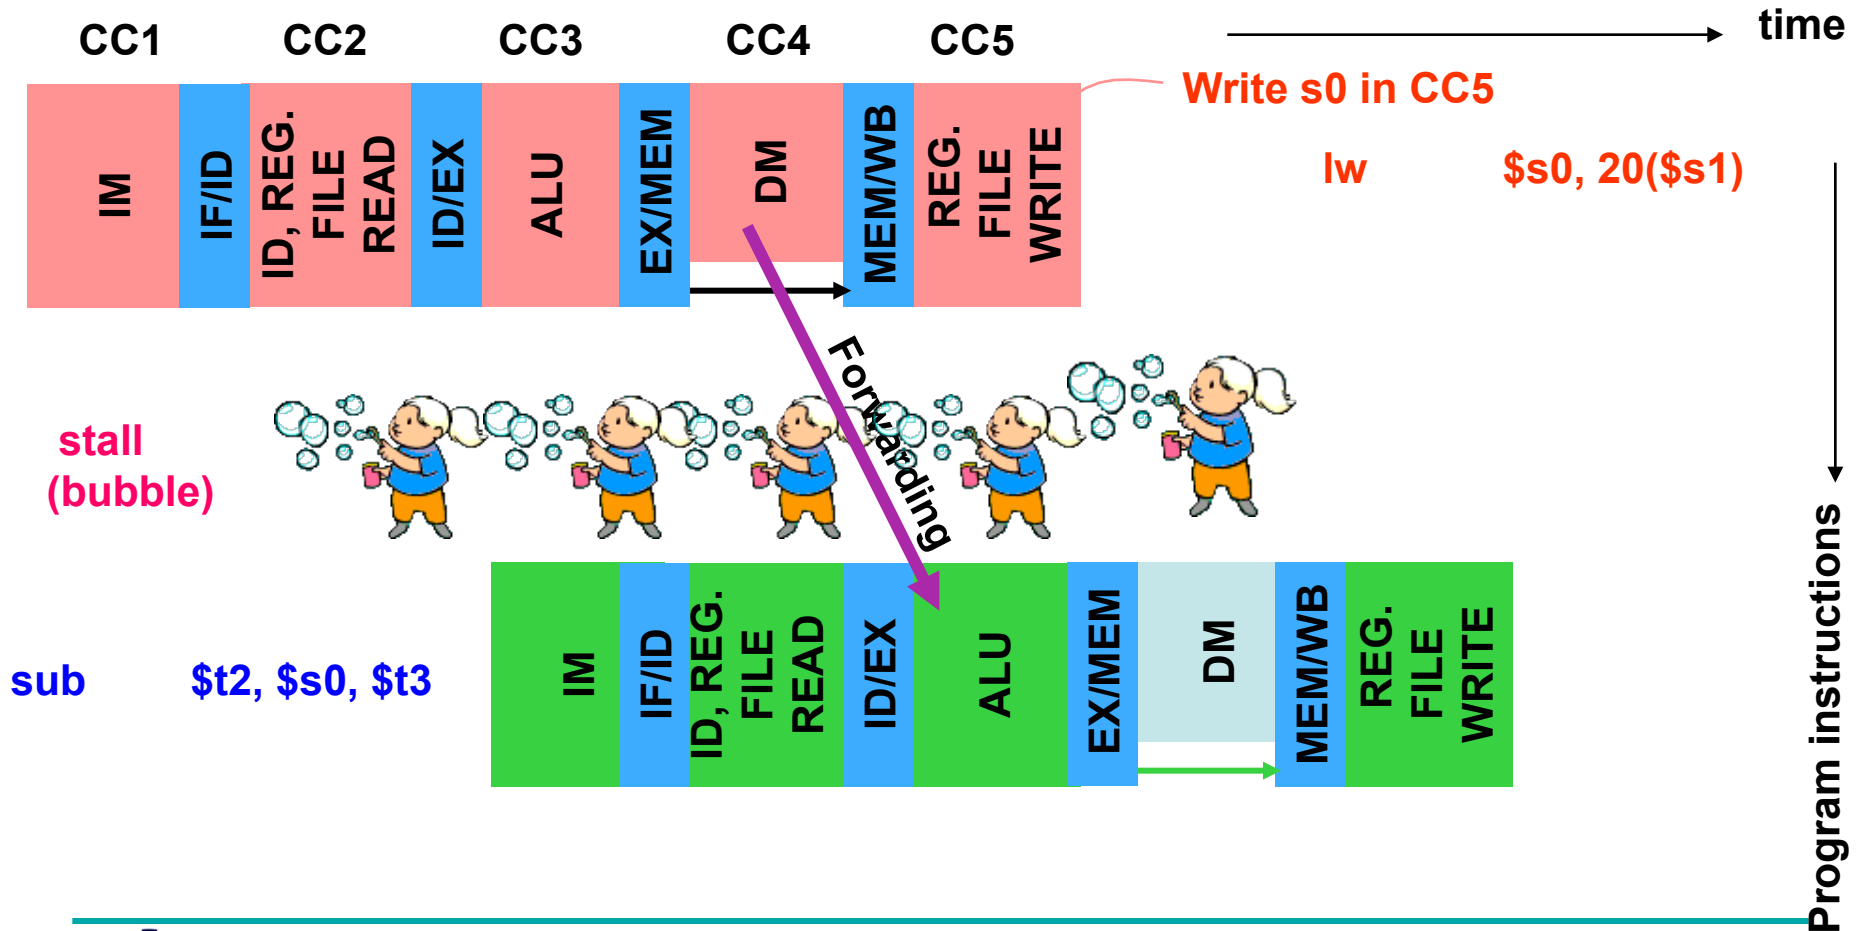 CC1 CC2 CC3 CC4 CC5 time
Write s0 in CC5
IM
IF/ID
ID, REG.
FILE
READ
ID/EX
ALU
EX/MEM
DM
MEM/WB
REG.
FILE
WRITE
lw $s0, 20($s1)
Forwarding
stall
(bubble)
sub $t2, $s0, $t3
IM
IF/ID
ID, REG.
FILE
READ
ID/EX
ALU
EX/MEM
DM
MEM/WB
REG.
FILE
WRITE
Program instructions